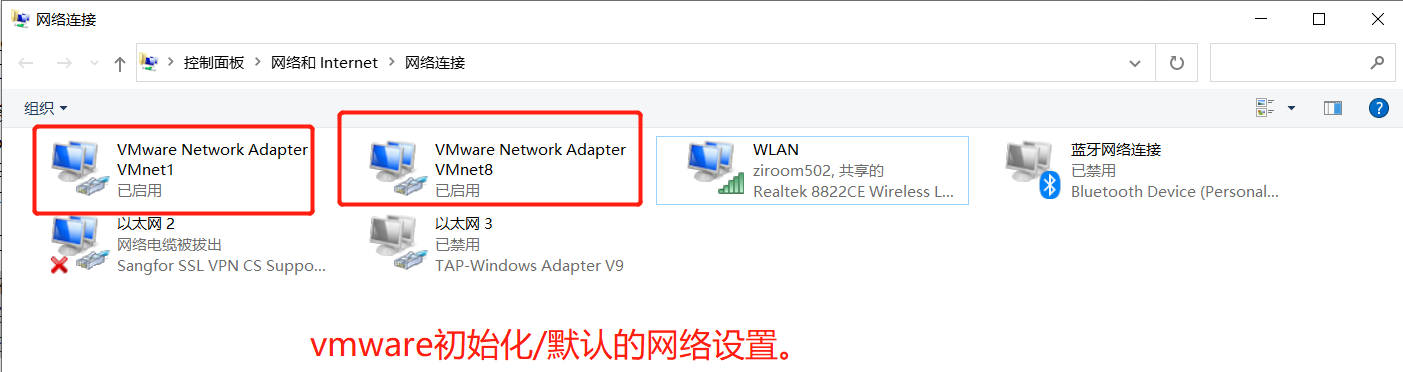 网络连接
控制面板 网络和 Internet 网络连接
组织
VMware Network Adapter
VMnet1
已启用
VMware Network Adapter
VMnet8
已启用
WLAN
ziroom502, 共享的
Realtek 8822CE Wireless L...
蓝牙网络连接
已禁用
Bluetooth Device (Personal...
以太网 2
网络电缆被拔出
Sangfor SSL VPN CS Suppo...
以太网 3
已禁用
TAP-Windows Adapter V9
vmware初始化/默认的网络设置。